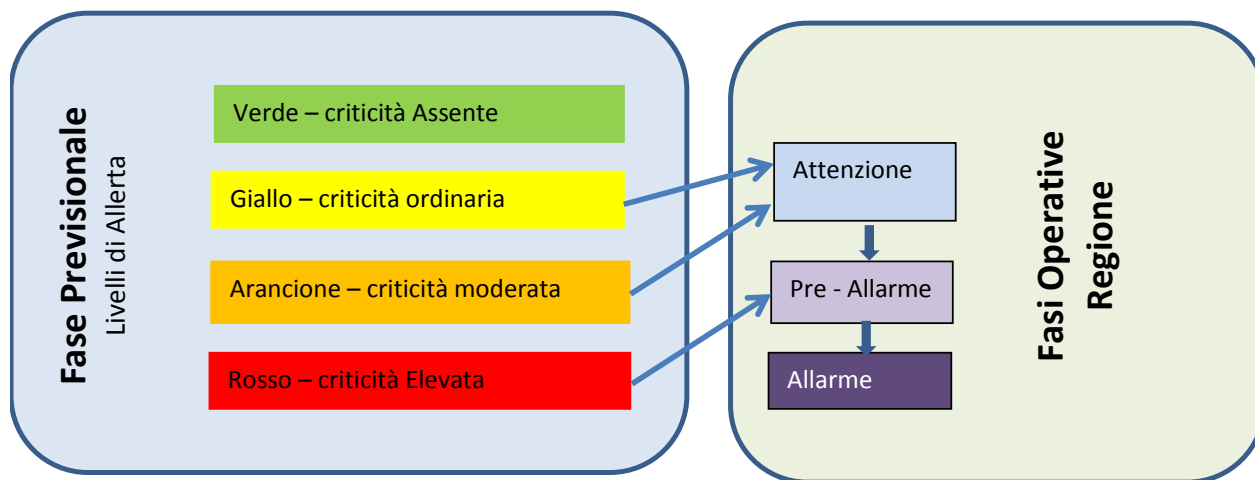 Fase Previsionale
Livelli di Allerta
Verde – criticità Assente
Giallo – criticità ordinaria
Arancione – criticità moderata
Rosso – criticità Elevata
Attenzione
Pre - Allarme
Allarme
Fasi Operative
Regione